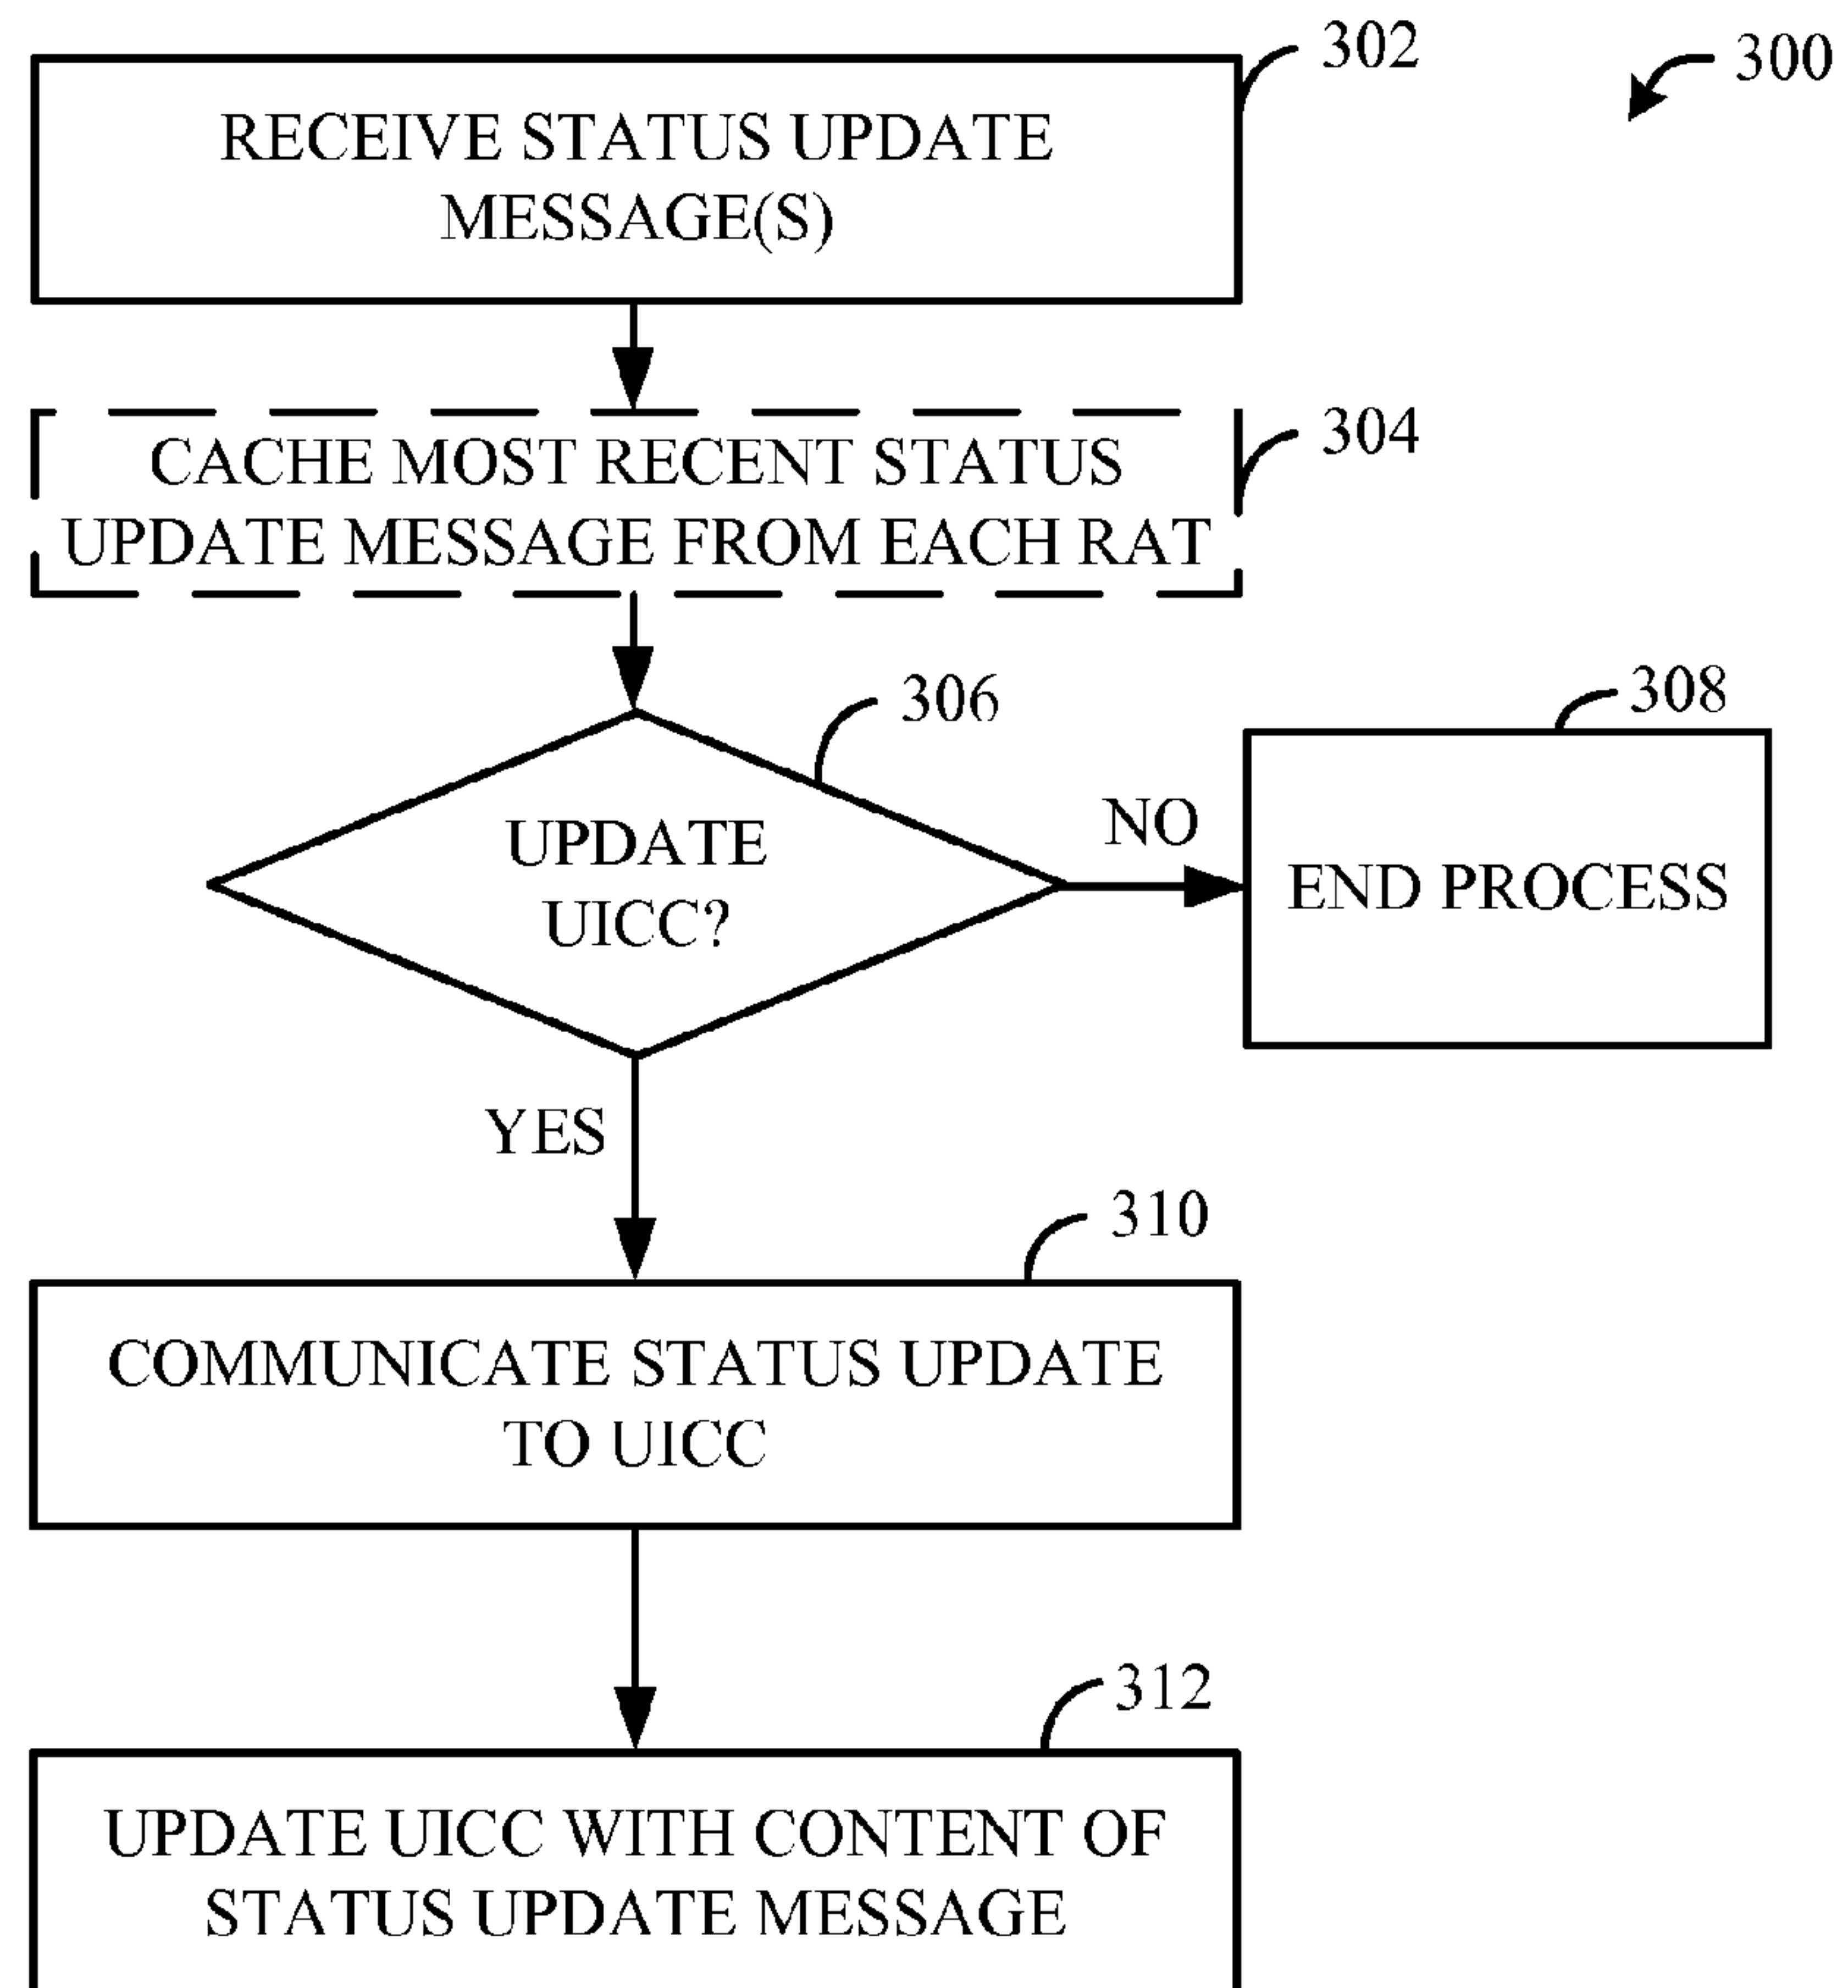 302
300
RECEIVE STATUS UPDATE
MESSAGE(S)
304
CACHE MOST RECENT STATUS
UPDATE MESSAGE FROM EACH RAT
306
308
UPDATE
UICC?
NO
END PROCESS
YES
310
COMMUNICATE STATUS UPDATE
TO UICC
312
UPDATE UICC WITH CONTENT OF
STATUS UPDATE MESSAGE